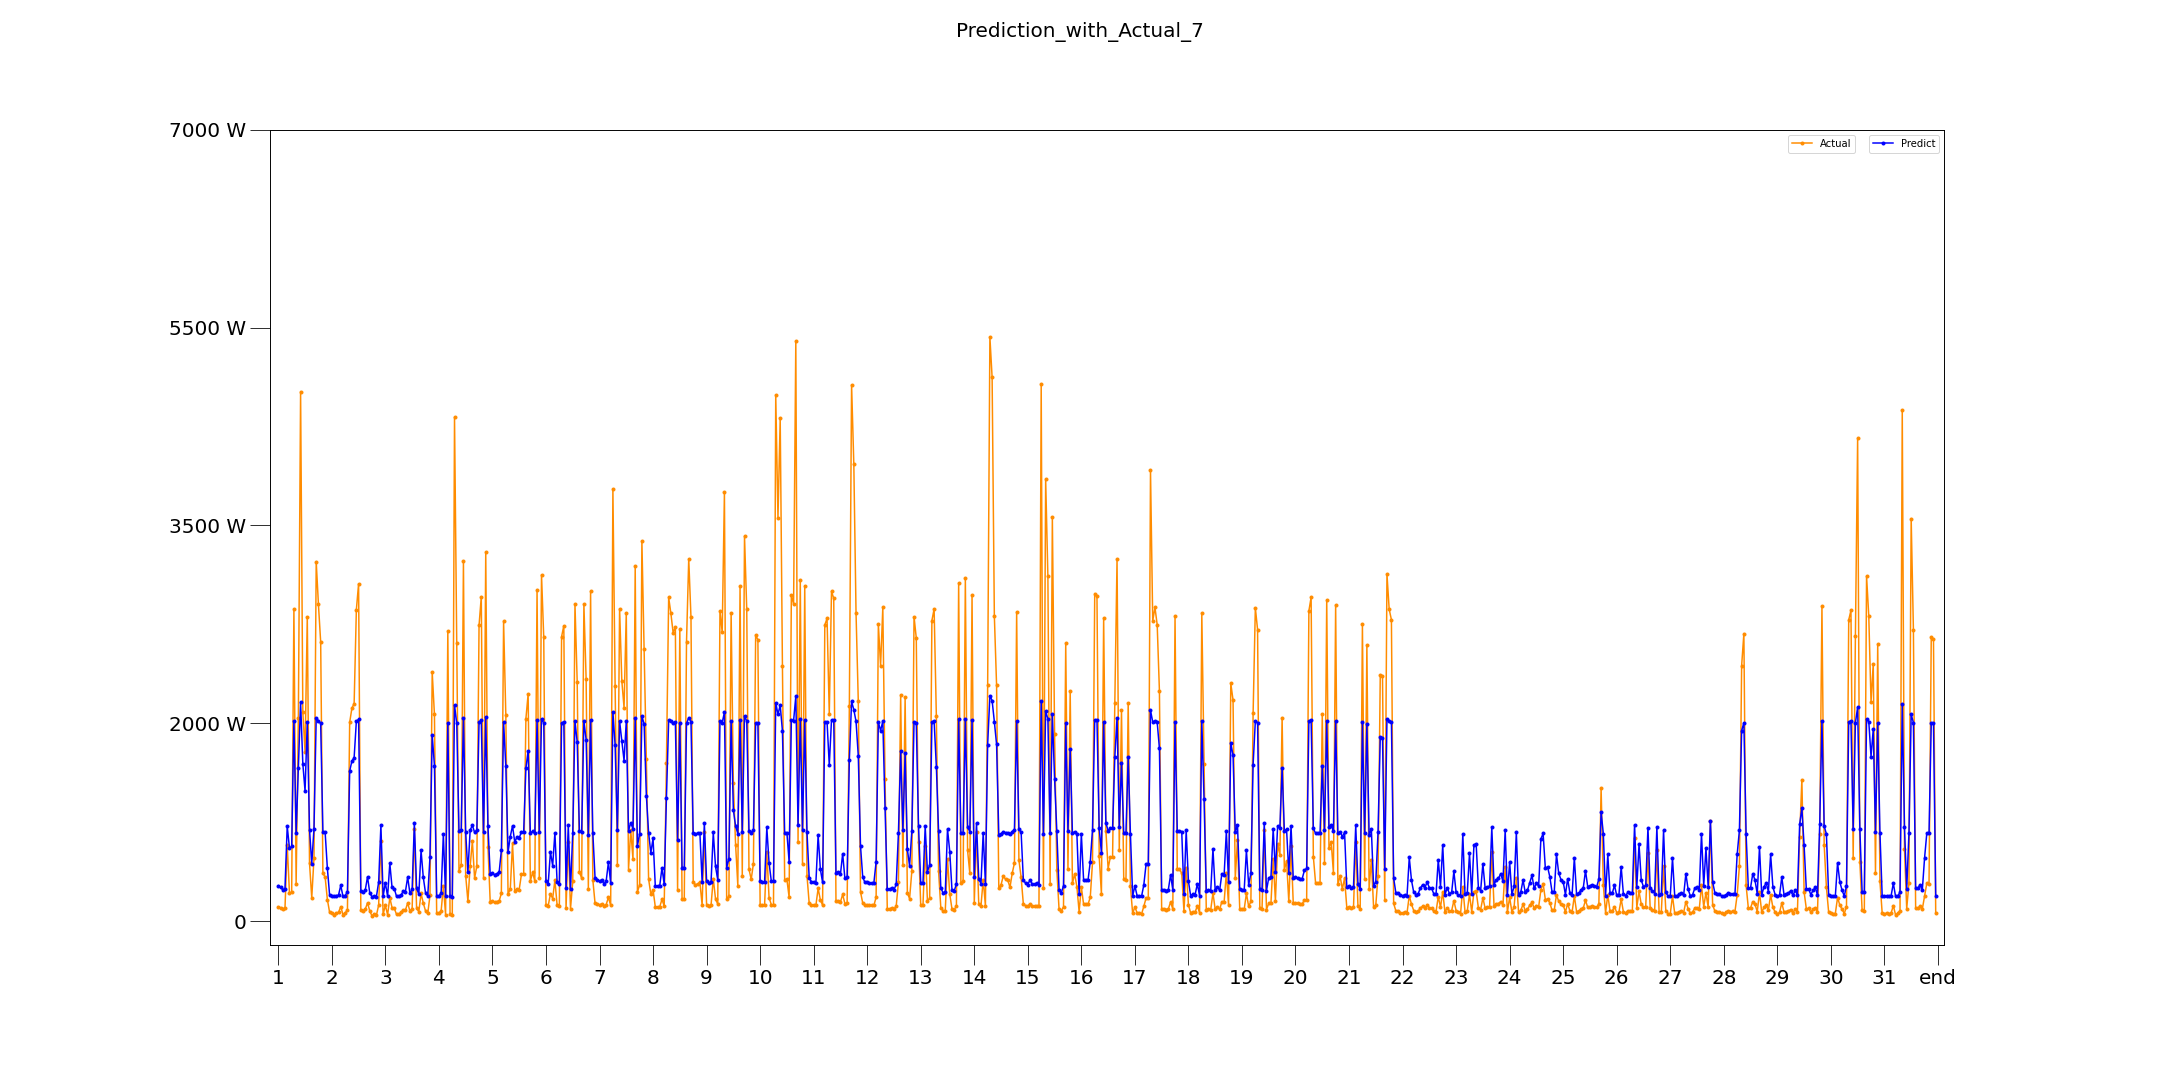 Prediction_with_Actual_7
7000 W
Actual Predict
5500 W
3500 W
2000 W
0
1 2 3 4 5 6 7 8 9 10 11 12 13 14 15 16 17 18 19 20 21 22 23 24 25 26 27 28 29 30 31 end